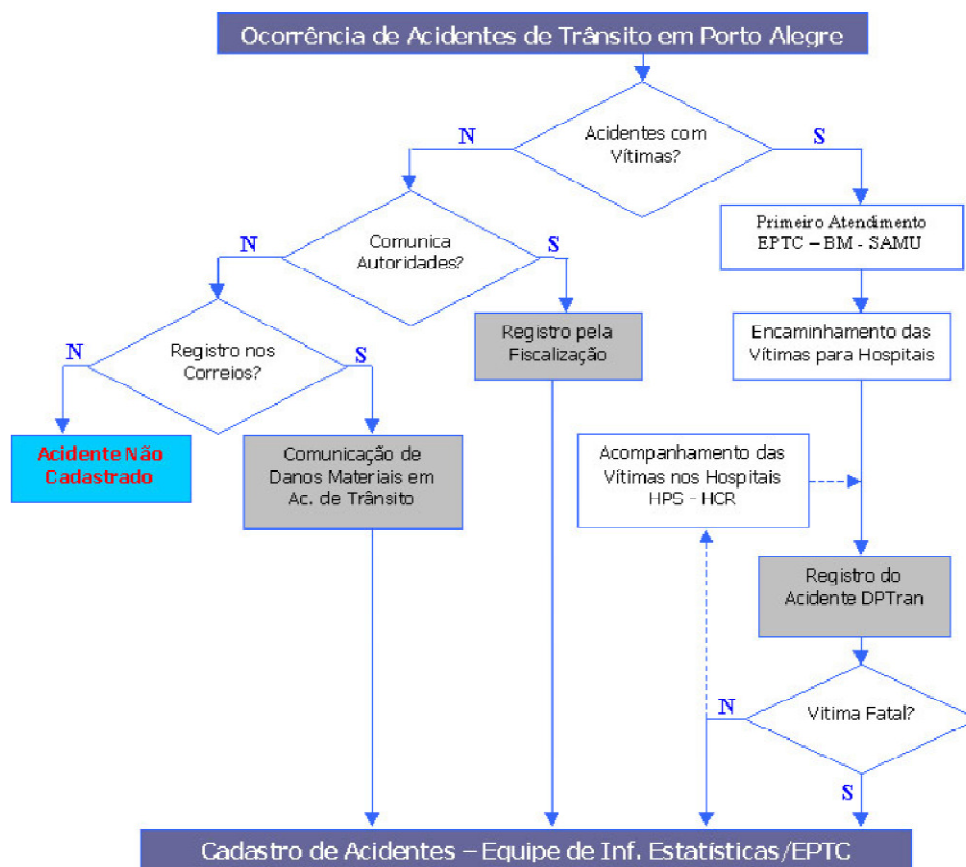 Ocorrência de Acidentes de Trânsito em Porto Alegre
Acidentes com
Vítimas?
N
S
Primeiro Atendimento
EPTC – BM - SAMU
Comunica
Autoridades?
N
S
Registro pela
Fiscalização
Encaminhamento das
Vítimas para Hospitais
Registro nos
Correios?
N
S
Acidente Não
Cadastrado
Comunicação de
Danos Materiais em
Ac. de Trânsito
Acompanhamento das
Vítimas nos Hospitais
HPS - HCR
Registro do
Acidente DPTran
Vitima Fatal?
N
S
Cadastro de Acidentes – Equipe de Inf. Estatísticas/EPTC